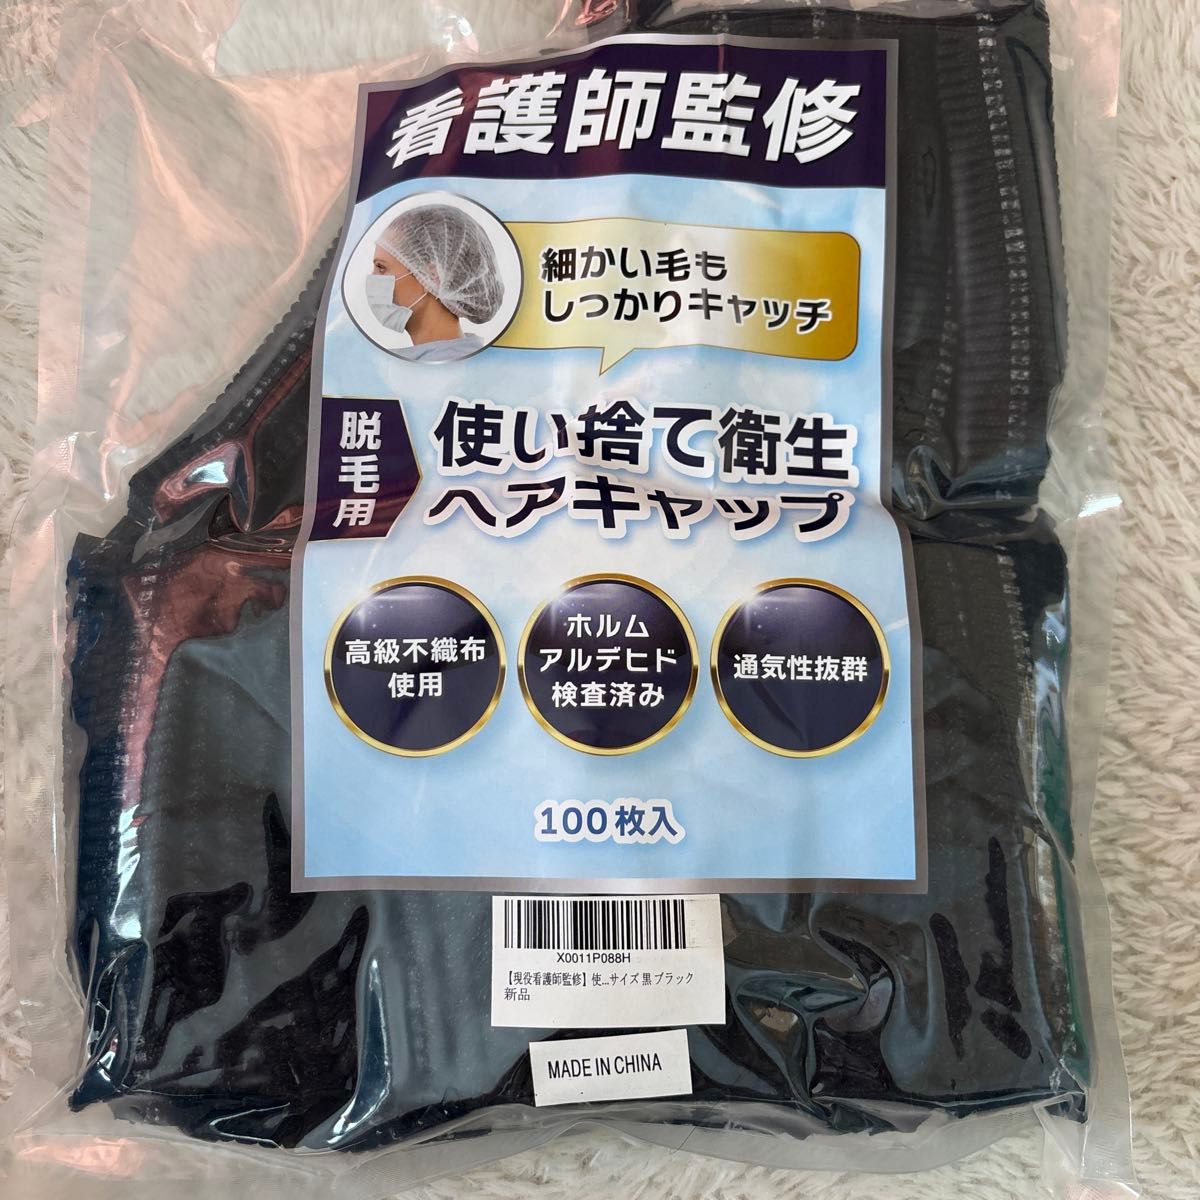 看護師監修
細かい毛も
しっかりキャッチ
脱毛用
使い捨て衛生
ヘアキャップ
高級不織布
使用
ホルム
アルデヒド
検査済み
通気性抜群
100枚入
X0011P088H
【現役看護師監修】使...サイズ 黒 ブラック
新品
MADE IN CHINA